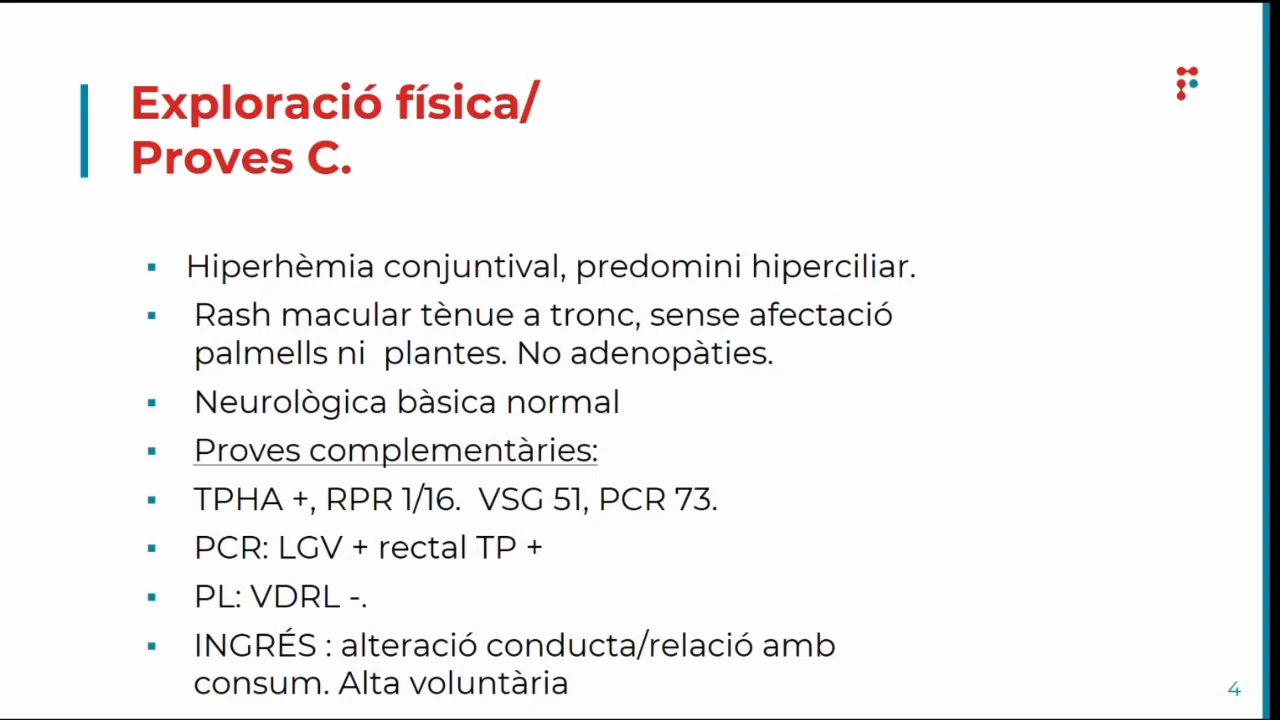 Exploració física/
Proves C.
▪ Hiperhèmia conjuntival, predomini hiperciliar.
▪ Rash macular tènue a tronc, sense afectació
palmells ni  plantes. No adenopàties.
▪ Neurològica bàsica normal
▪ Proves complementàries:
▪ TPHA +, RPR 1/16.  VSG 51, PCR 73.
▪ PCR: LGV + rectal TP +
▪ PL: VDRL -.
▪ INGRÉS : alteració conducta/relació amb
consum. Alta voluntària
4